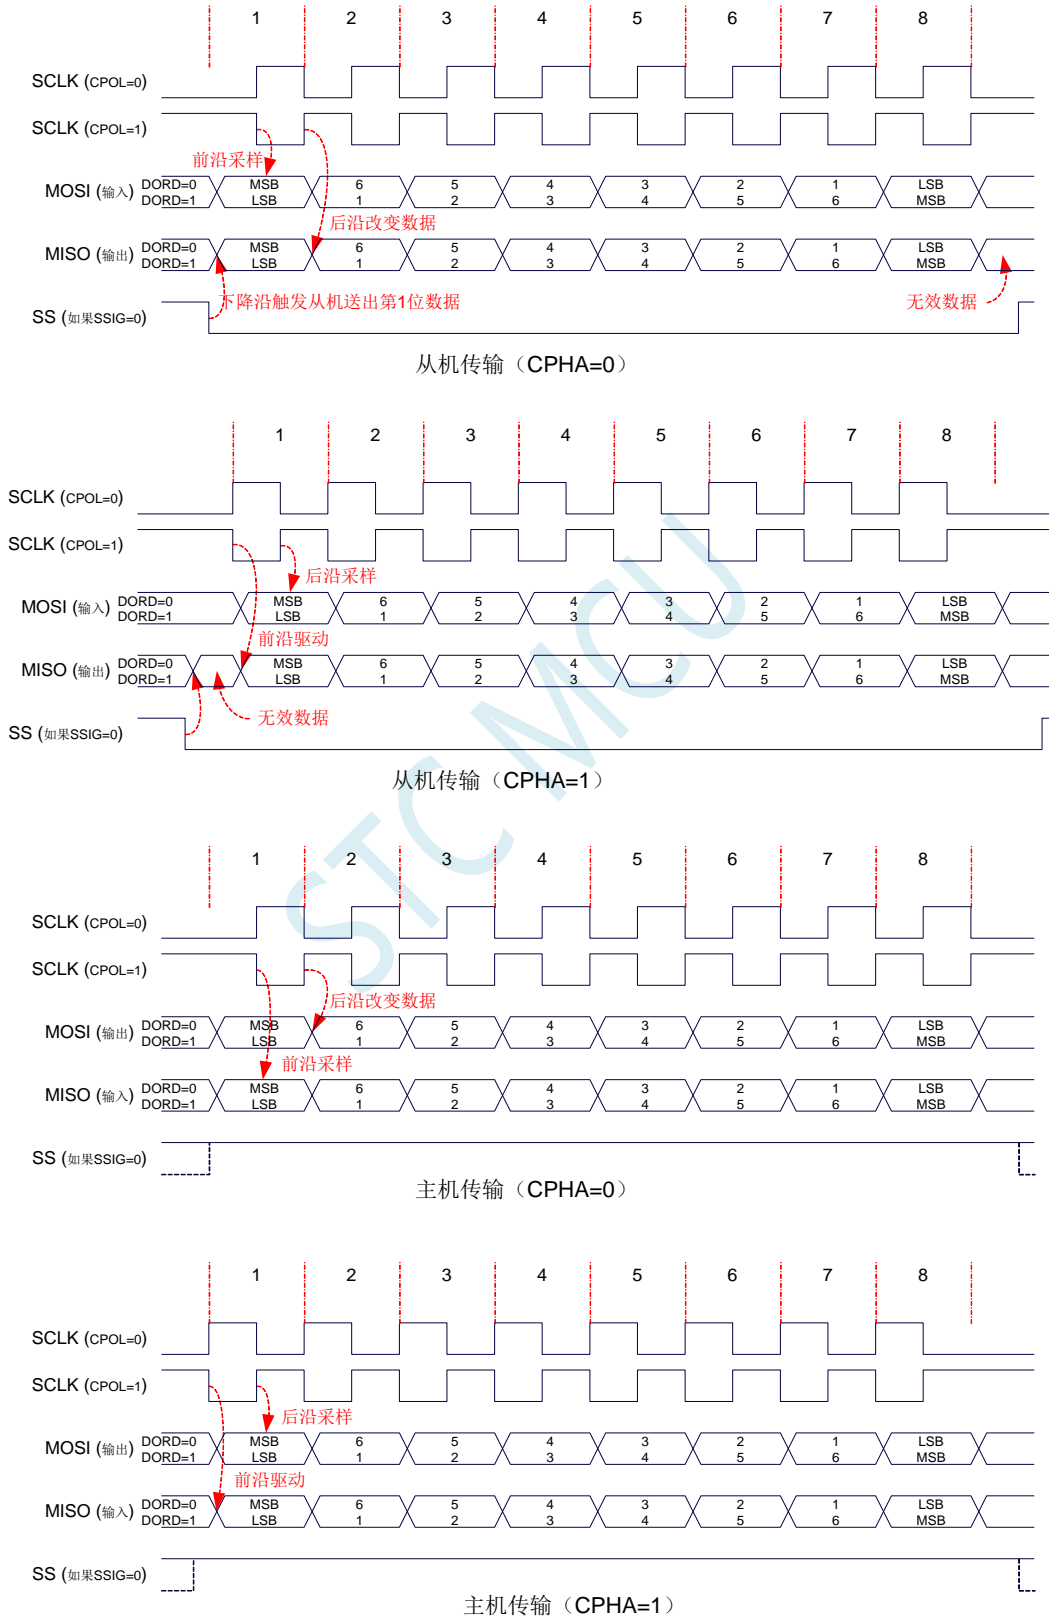 1 2 3 4 5 6 7 8
SCLK (CPOL=0)
SCLK (CPOL=1)
前沿采样
MOSI (输入) DORD=0 MSB 6 5 4 3 2 1 LSB
DORD=1 LSB 1 2 3 4 5 6 MSB
后沿改变数据
MISO (输出) DORD=0 MSB 6 5 4 3 2 1 LSB
DORD=1 LSB 1 2 3 4 5 6 MSB
下降沿触发从机送出第1位数据 无效数据
SS (如果SSIG=0)
从机传输（CPHA=0）
1 2 3 4 5 6 7 8
SCLK (CPOL=0)
SCLK (CPOL=1)
后沿采样
MOSI (输入) DORD=0 MSB 6 5 4 3 2 1 LSB
DORD=1 LSB 1 2 3 4 5 6 MSB
前沿驱动
MISO (输出) DORD=0 MSB 6 5 4 3 2 1 LSB
DORD=1 LSB 1 2 3 4 5 6 MSB
无效数据
SS (如果SSIG=0)
从机传输（CPHA=1）
STC MCU
1 2 3 4 5 6 7 8
SCLK (CPOL=0)
SCLK (CPOL=1)
后沿改变数据
MOSI (输出) DORD=0 MSB 6 5 4 3 2 1 LSB
DORD=1 LSB 1 2 3 4 5 6 MSB
前沿采样
MISO (输入) DORD=0 MSB 6 5 4 3 2 1 LSB
DORD=1 LSB 1 2 3 4 5 6 MSB
SS (如果SSIG=0)
主机传输（CPHA=0）
1 2 3 4 5 6 7 8
SCLK (CPOL=0)
SCLK (CPOL=1)
后沿采样
MOSI (输出) DORD=0 MSB 6 5 4 3 2 1 LSB
DORD=1 LSB 1 2 3 4 5 6 MSB
前沿驱动
MISO (输入) DORD=0 MSB 6 5 4 3 2 1 LSB
DORD=1 LSB 1 2 3 4 5 6 MSB
SS (如果SSIG=0)
主机传输（CPHA=1）